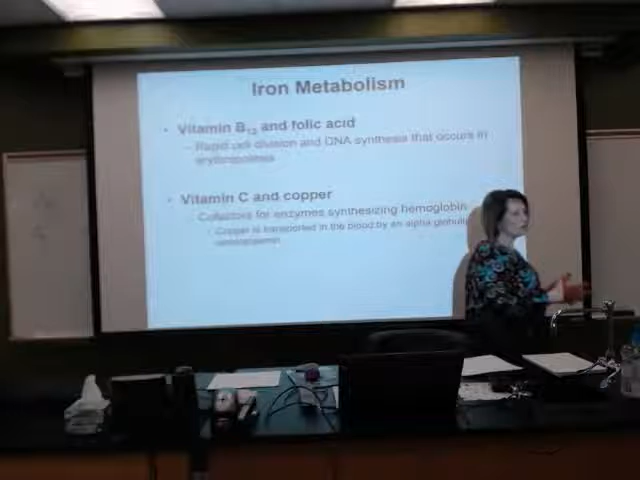 Iron Metabolism
• Vitamin B12 and folic acid
– Rapid cell division and DNA synthesis that occurs in
erythropoiesis
• Vitamin C and copper
– Cofactors for enzymes synthesizing hemoglobin
• Copper is transported in the blood by an alpha globulin